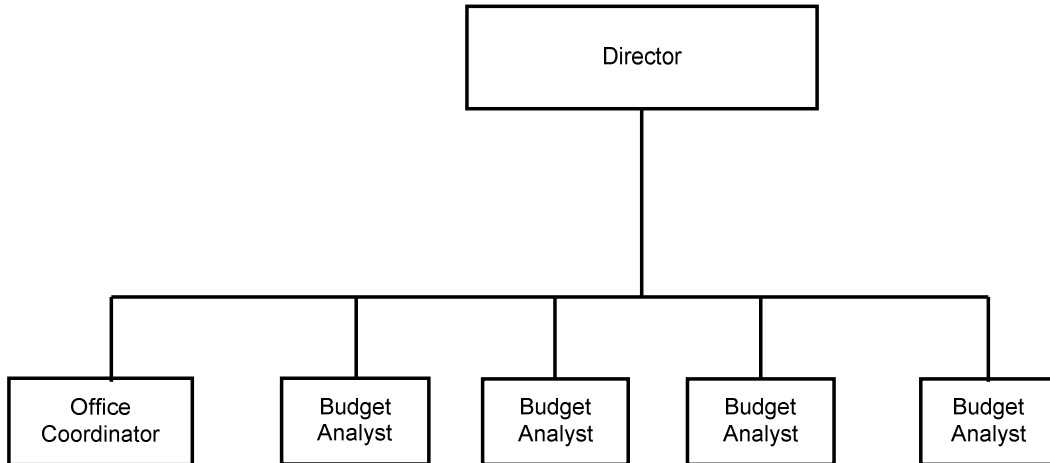 Director
Office
Coordinator
Budget
Analyst
Budget
Analyst
Budget
Analyst
Budget
Analyst